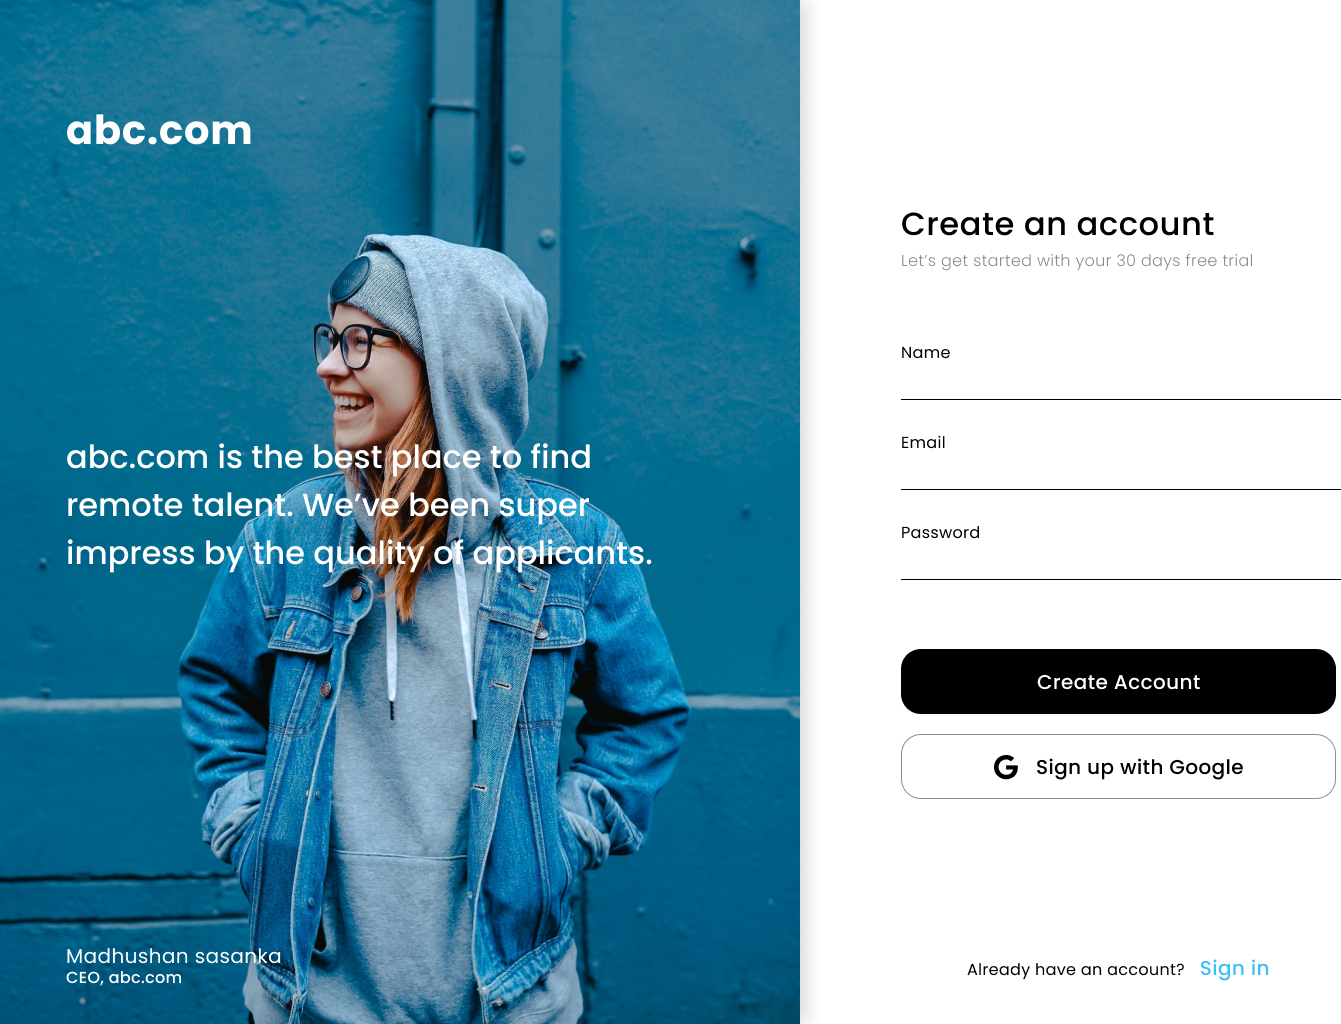 abc.com
abc.com is the best place to find
remote talent. We’ve been super
impress by the quality of applicants.
Madhushan sasanka
CEO, abc.com
Create an account
Let’s get started with your 30 days free trial
Name
Email
Password
Create Account
Sign up with Google
Already have an account? Sign in